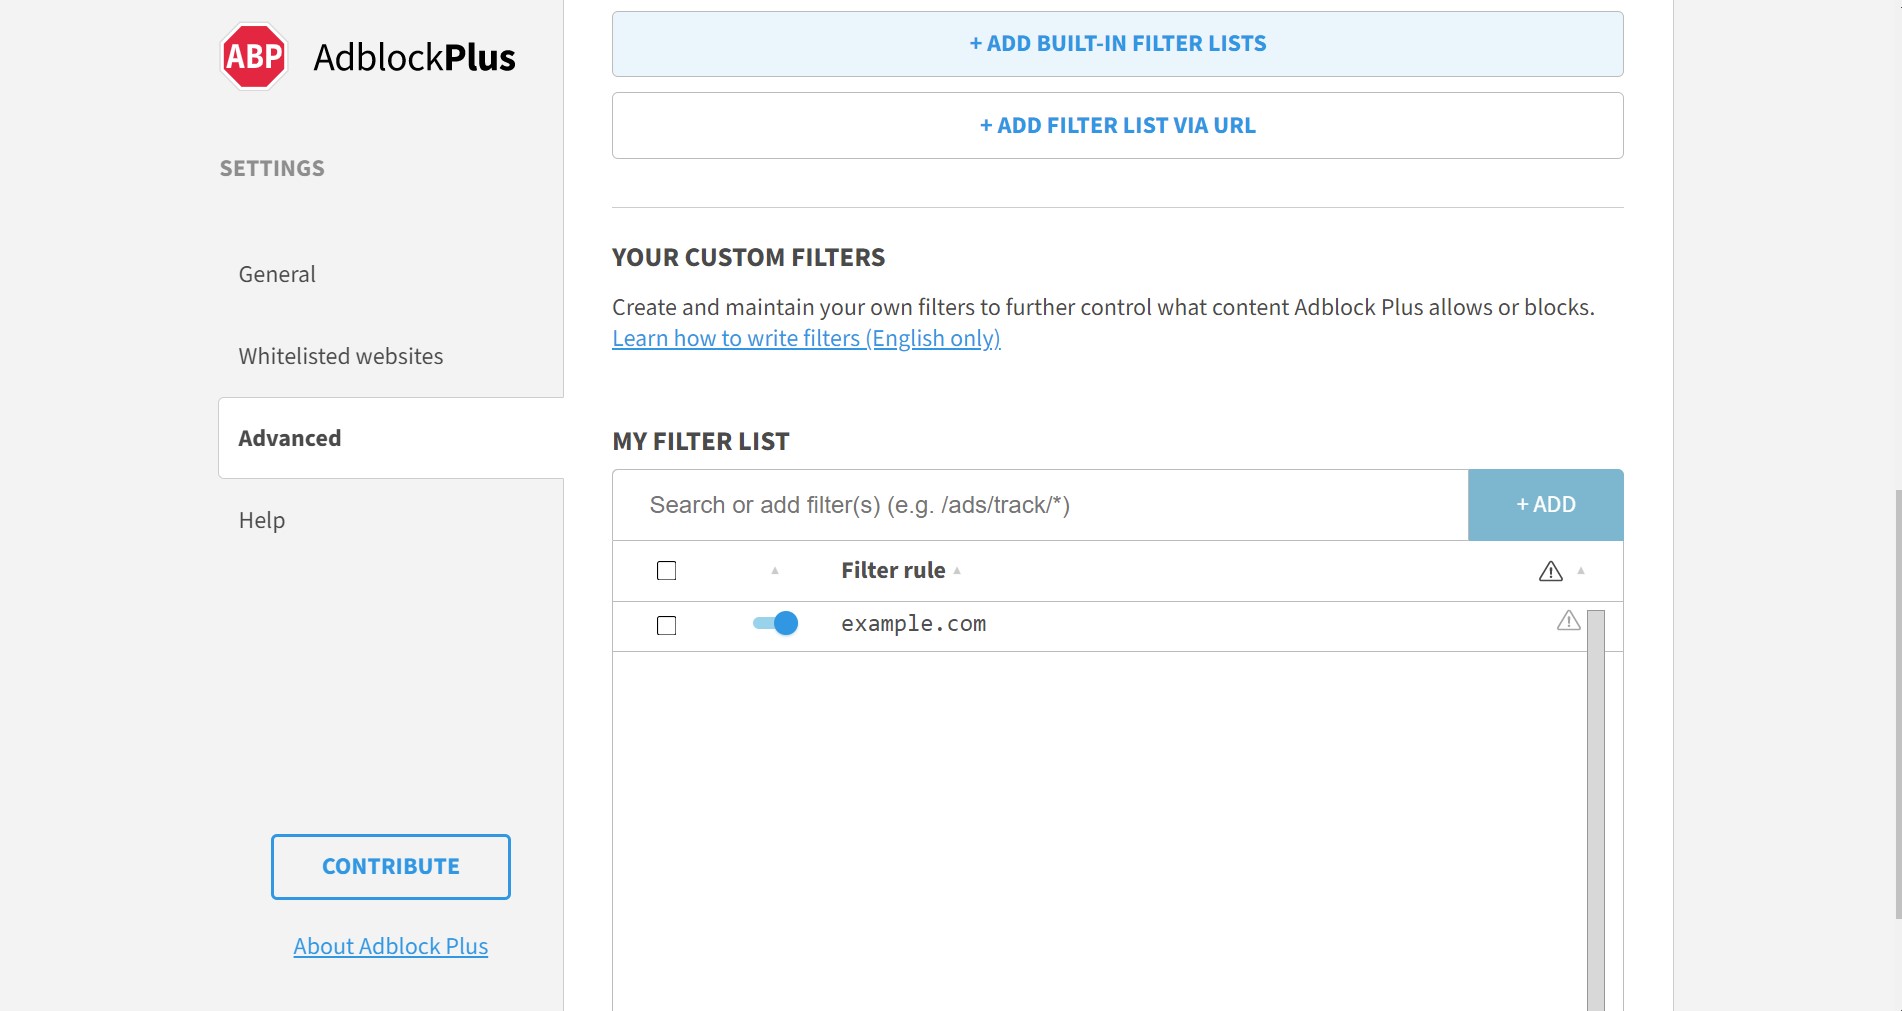 ABP AdblockPlus
SETTINGS
General
Whitelisted websites
Advanced
Help
CONTRIBUTE
About Adblock Plus
+ ADD BUILT-IN FILTER LISTS
+ ADD FILTER LIST VIA URL
YOUR CUSTOM FILTERS
Create and maintain your own filters to further control what content Adblock Plus allows or blocks.
Learn how to write filters (English only)
MY FILTER LIST
Search or add filter(s) (e.g. /ads/track/*)
+ ADD
Filter rule
example.com